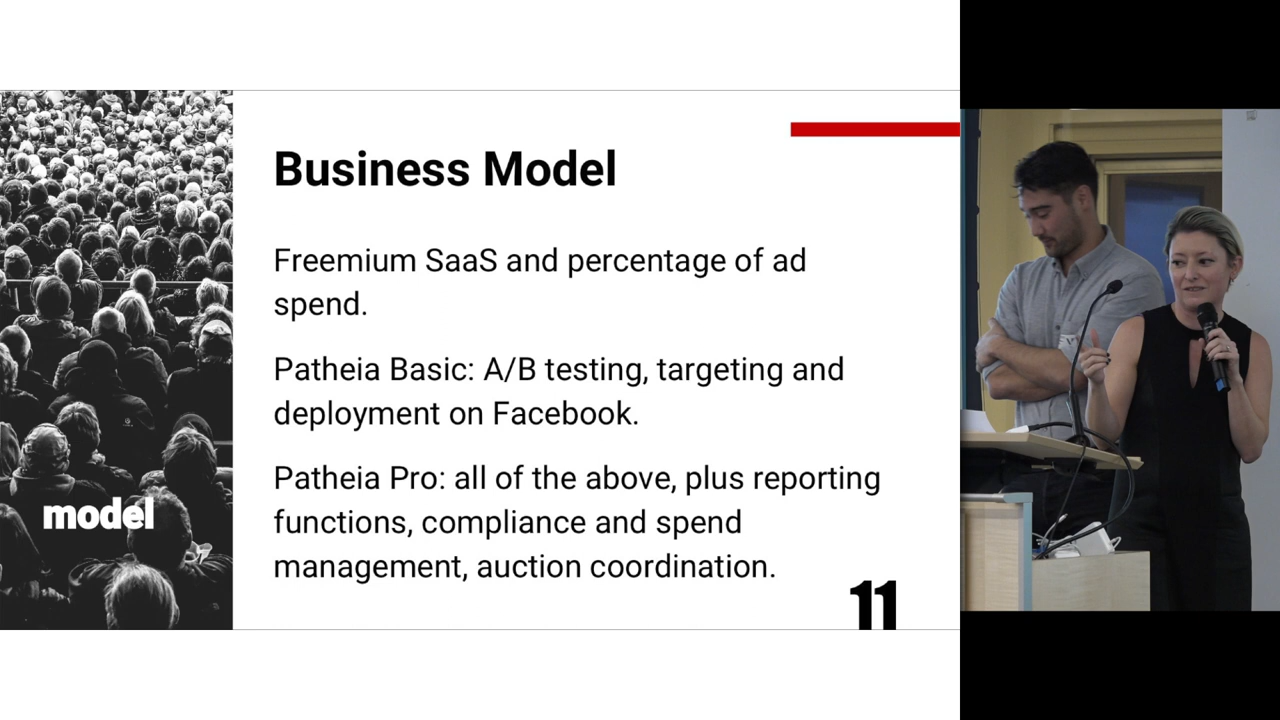 Business Model
Freemium SaaS and percentage of ad
spend.
Patheia Basic: A/B testing, targeting and
deployment on Facebook.
Patheia Pro: all of the above, plus reporting
functions, compliance and spend
management, auction coordination.
model
11